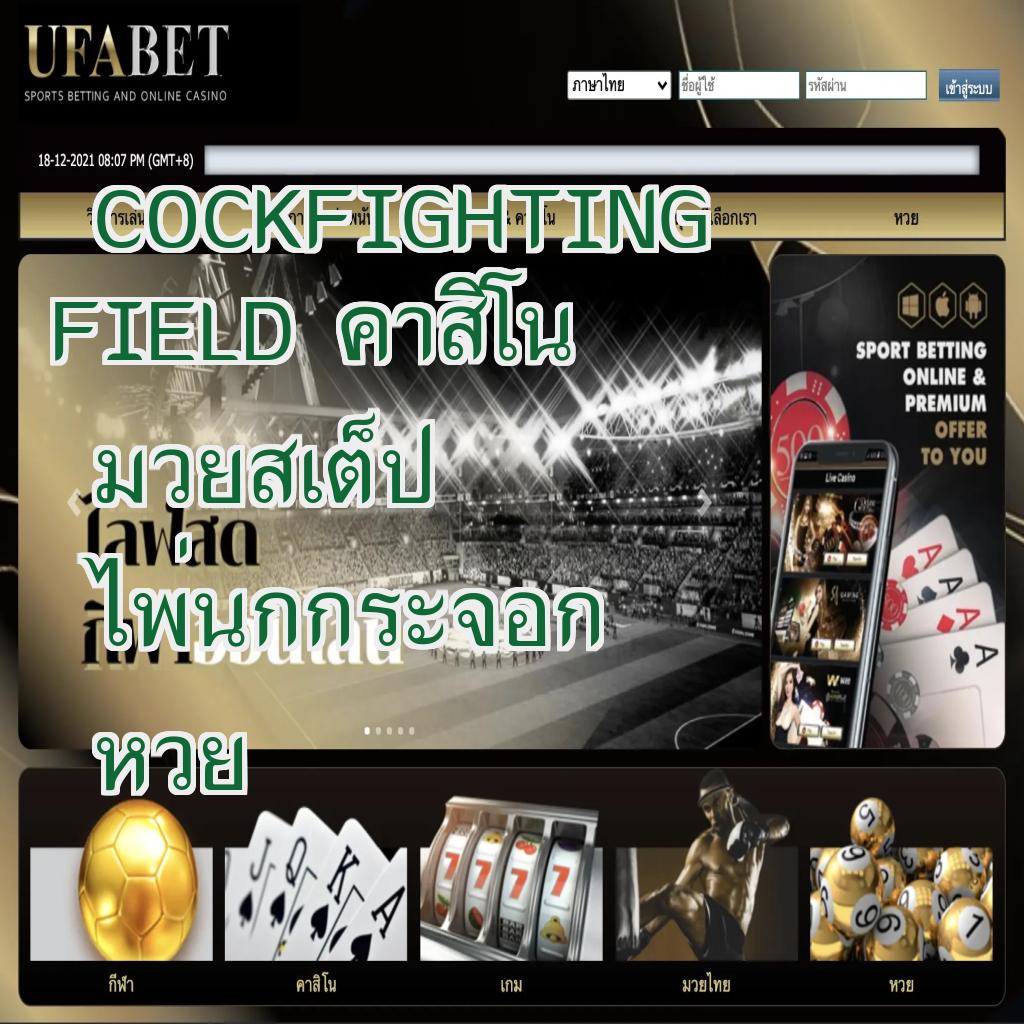 UFABET
SPORTS BETTING AND ONLINE CASINO
ภาษาไทย ชื่อผู้ใช้ รหัสผ่าน เข้าสู่ระบบ
18-12-2021 08:07 PM (GMT+8)
หวย
COCKFIGHTING
FIELD คาสิโน
มวยสเต็ป
ไพ่นกกระจอก
หวย
ไลฟ์สด
SPORT BETTING
ONLINE &
PREMIUM
OFFER
TO YOU
Live Casino
กีฬา คาสิโน เกม มวยไทย หวย